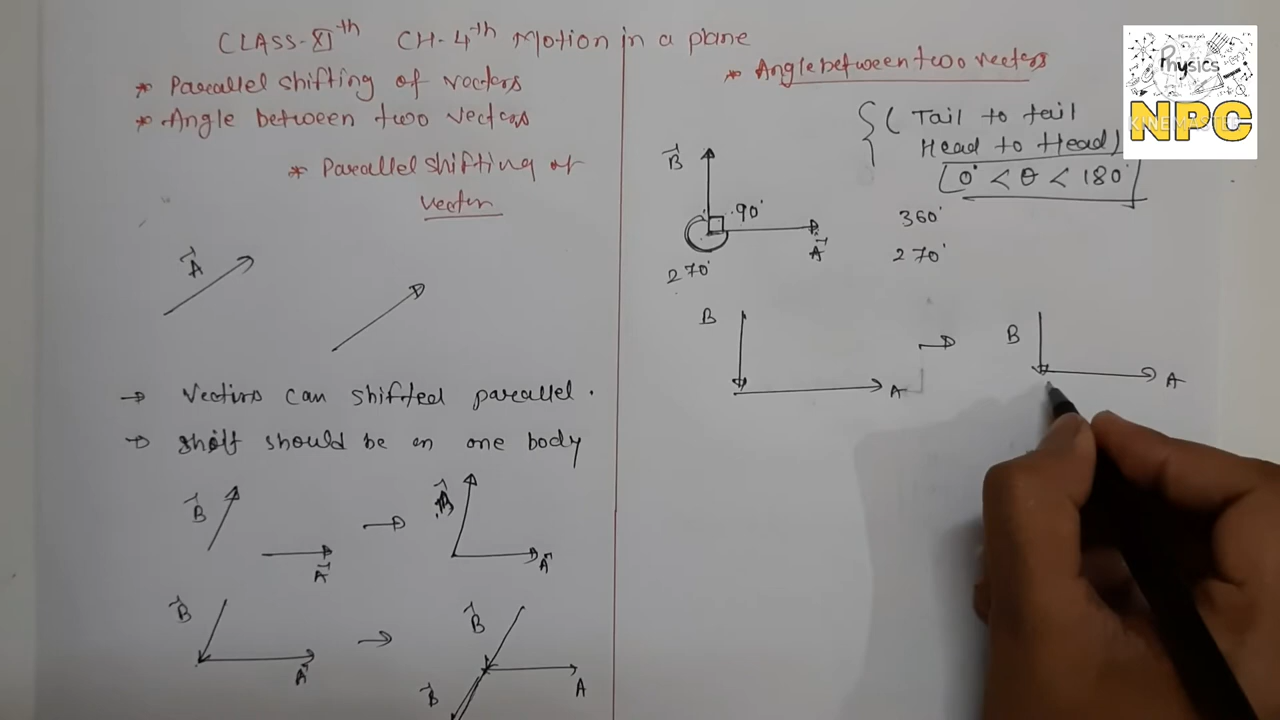 CLASS-XIth CH-4th Motion in a plane
* Parallel shifting of vectors
* Angle between two vectors
* Parallel shifting of
vector
A
→ Vectors can shifted parallel.
→ shift should be on one body
B
A
B
A
B
A
B
A
B
* Angle between two vectors
{ ( Tail to tail
Head to Head)
[0° < θ < 180°]
B
90°
A
270°
360°
270°
B
A
B
A
Physics
NPC
KINEMASTER